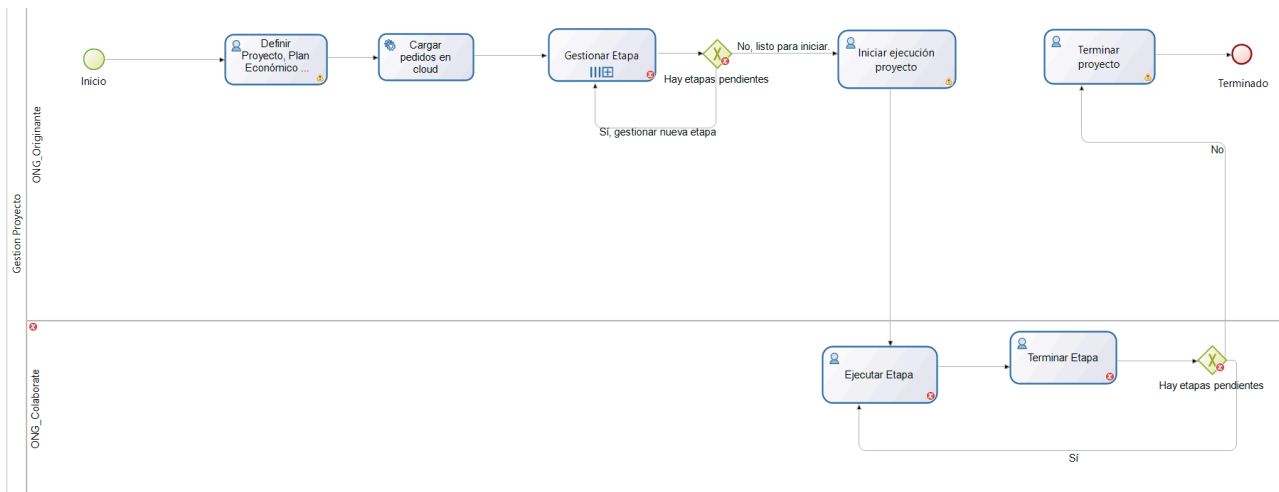 Gestion Proyecto
ONG_Originante
Inicio
Definir
Proyecto, Plan
Económico ...
Cargar
pedidos en
cloud
Gestionar Etapa
Hay etapas pendientes
Sí, gestionar nueva etapa
No, listo para iniciar.
Iniciar ejecución
proyecto
Terminar
proyecto
Terminado
No
ONG_Colaborate
Ejecutar Etapa
Terminar Etapa
Hay etapas pendientes
Sí